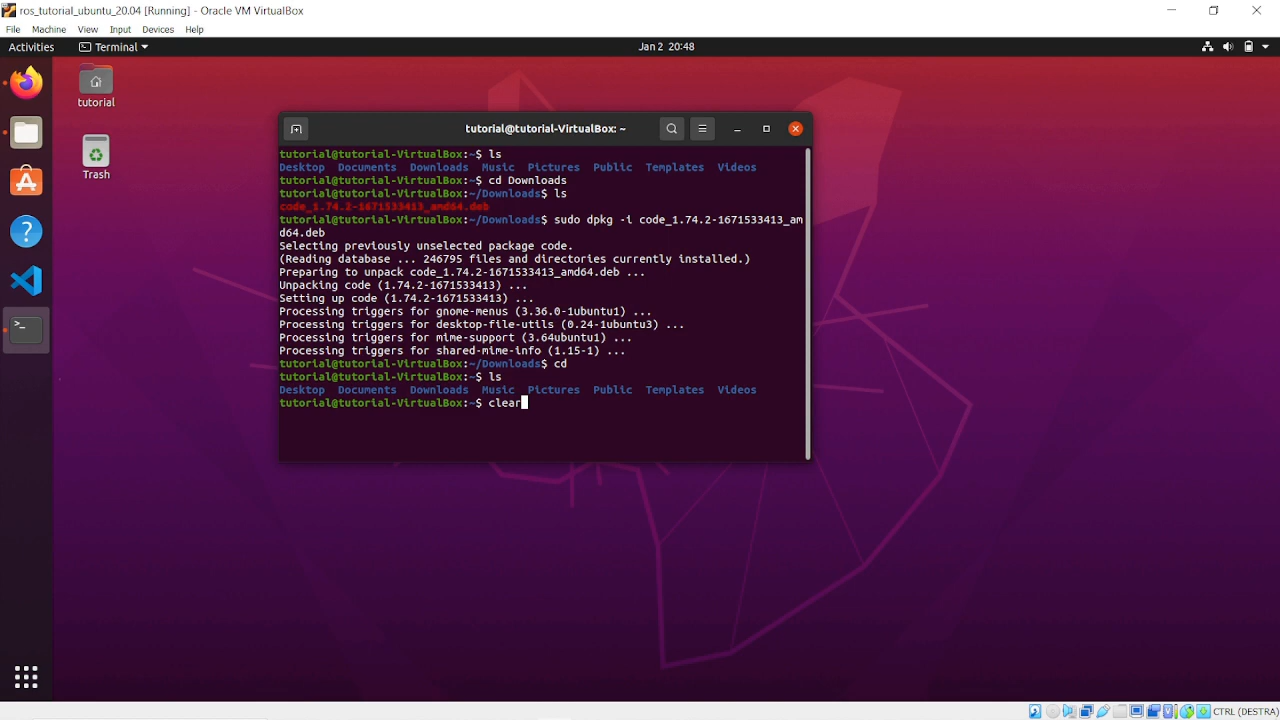 ros_tutorial_ubuntu_20.04 [Running] - Oracle VM VirtualBox
File Machine View Input Devices Help
Activities Terminal Jan 2 20:48
tutorial
Trash
tutorial@tutorial-VirtualBox: ~
tutorial@tutorial-VirtualBox:~$ ls
Desktop Documents Downloads Music Pictures Public Templates Videos
tutorial@tutorial-VirtualBox:~$ cd Downloads
tutorial@tutorial-VirtualBox:~/Downloads$ ls
code_1.74.2-1671533413_amd64.deb
tutorial@tutorial-VirtualBox:~/Downloads$ sudo dpkg -i code_1.74.2-1671533413_am
d64.deb
Selecting previously unselected package code.
(Reading database ... 246795 files and directories currently installed.)
Preparing to unpack code_1.74.2-1671533413_amd64.deb ...
Unpacking code (1.74.2-1671533413) ...
Setting up code (1.74.2-1671533413) ...
Processing triggers for gnome-menus (3.36.0-1ubuntu1) ...
Processing triggers for desktop-file-utils (0.24-1ubuntu3) ...
Processing triggers for mime-support (3.64ubuntu1) ...
Processing triggers for shared-mime-info (1.15-1) ...
tutorial@tutorial-VirtualBox:~/Downloads$ cd
tutorial@tutorial-VirtualBox:~$ ls
Desktop Documents Downloads Music Pictures Public Templates Videos
tutorial@tutorial-VirtualBox:~$ clear
CTRL (DESTRA)